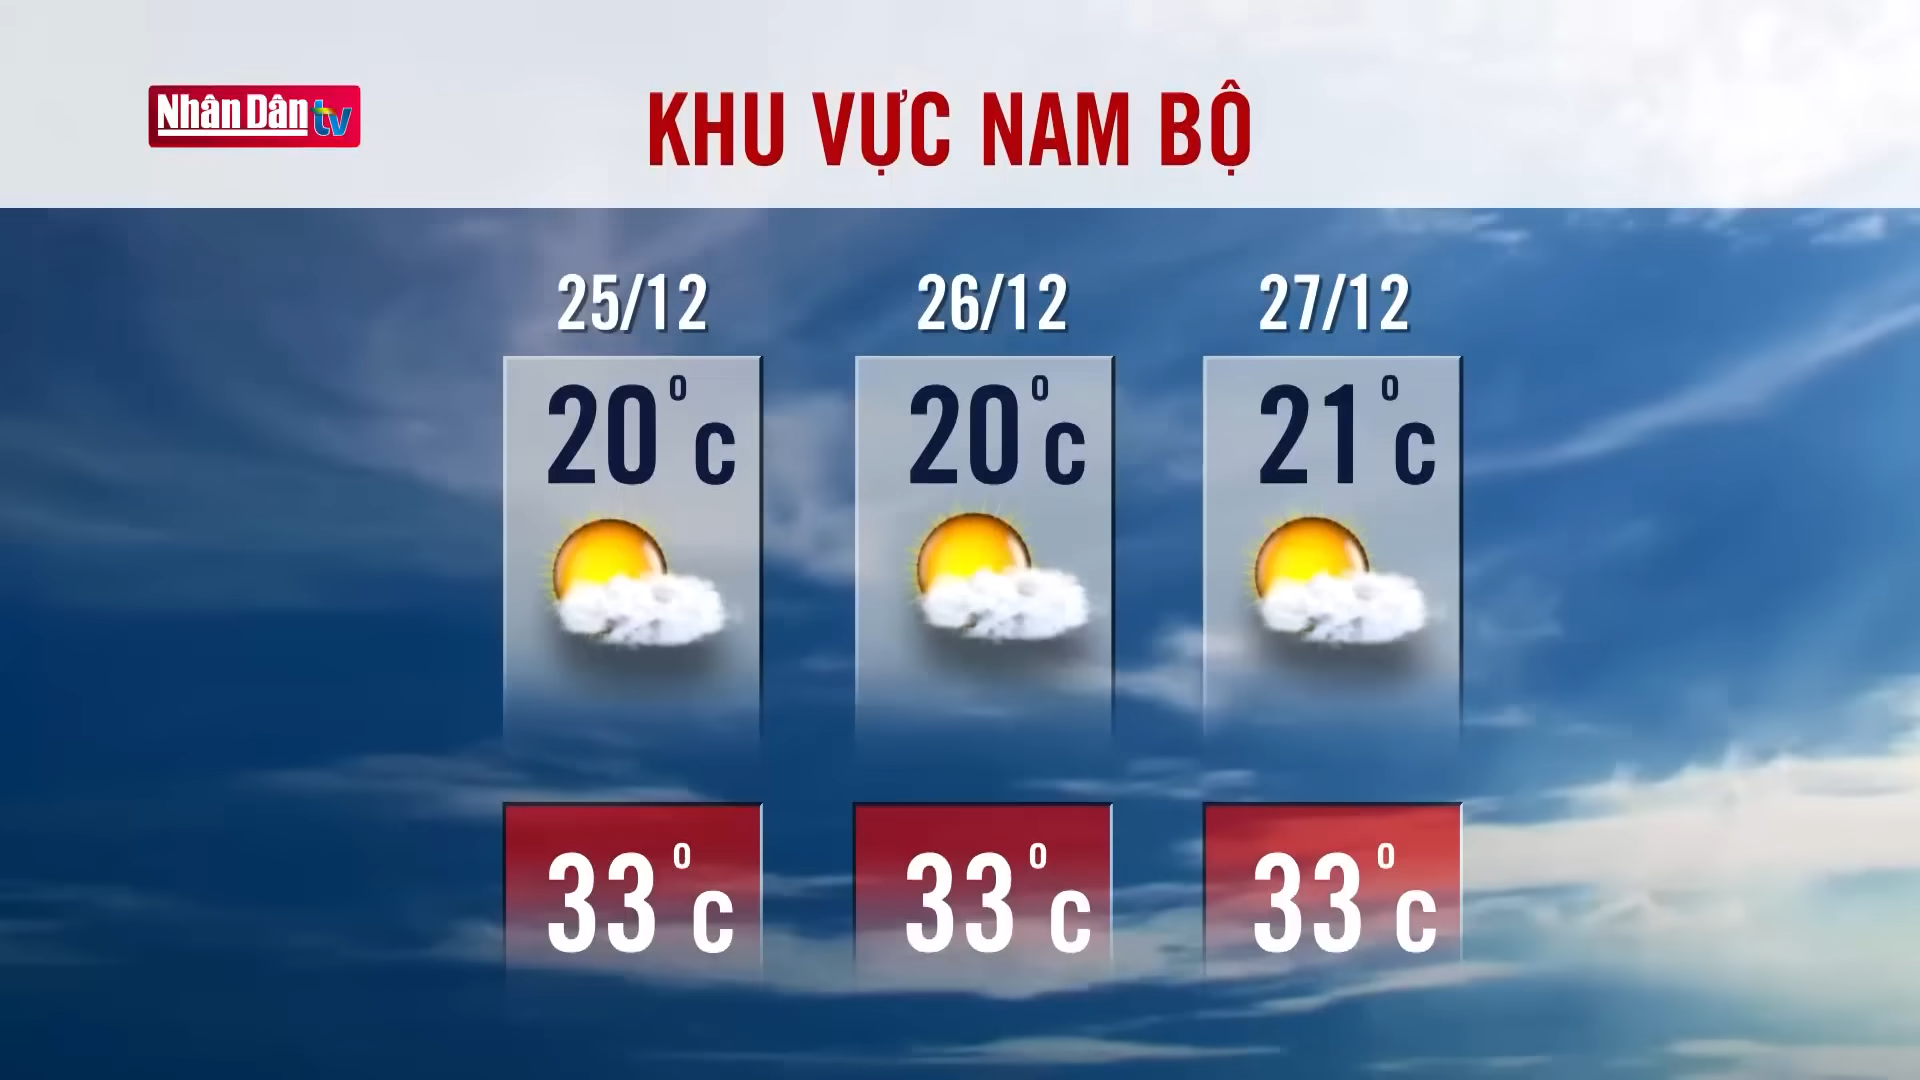 Nhân Dân tv
KHU VỰC NAM BỘ
25/12 26/12 27/12
20°C 20°C 21°C
33°C 33°C 33°C